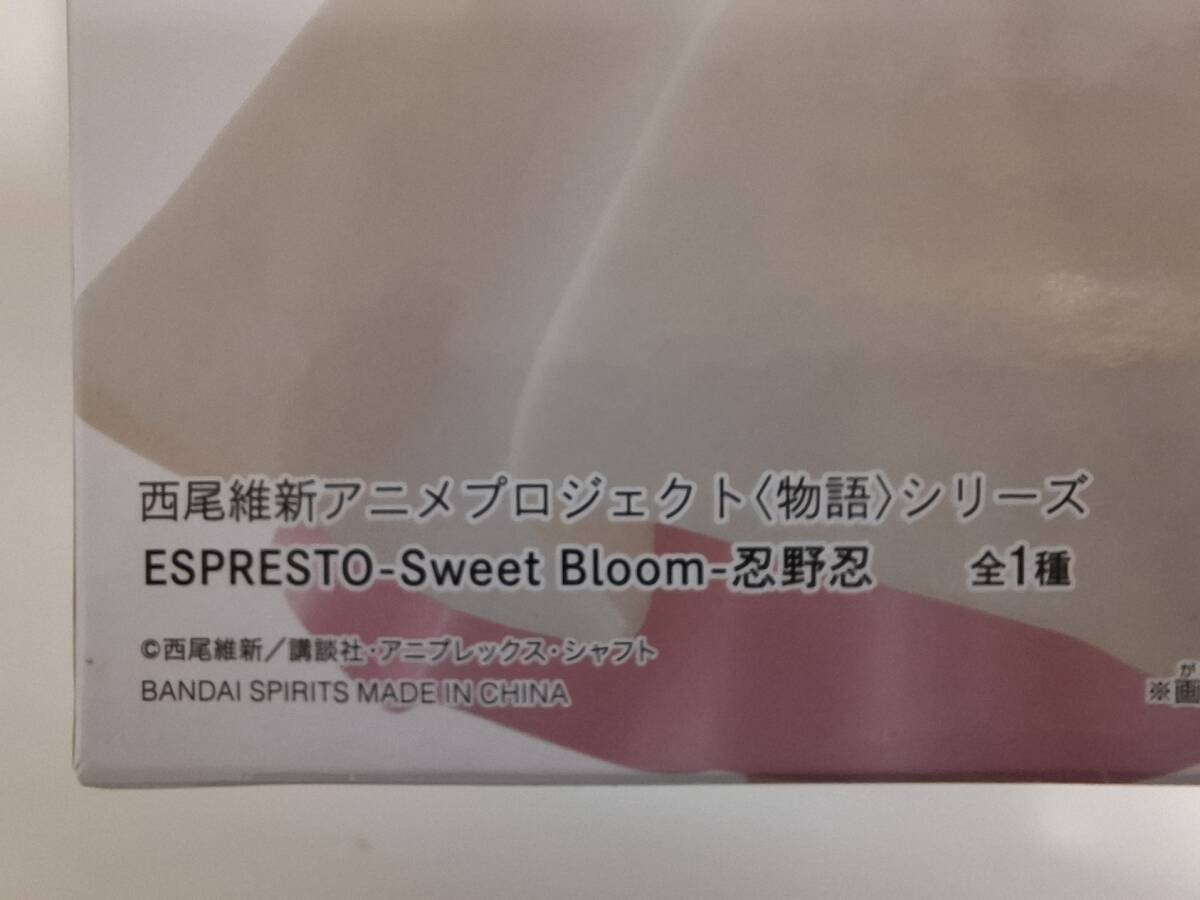 西尾維新アニメプロジェクト〈物語〉シリーズ
ESPRESTO-Sweet Bloom-忍野忍 全1種
©西尾維新／講談社・アニプレックス・シャフト
BANDAI SPIRITS MADE IN CHINA
が
※画